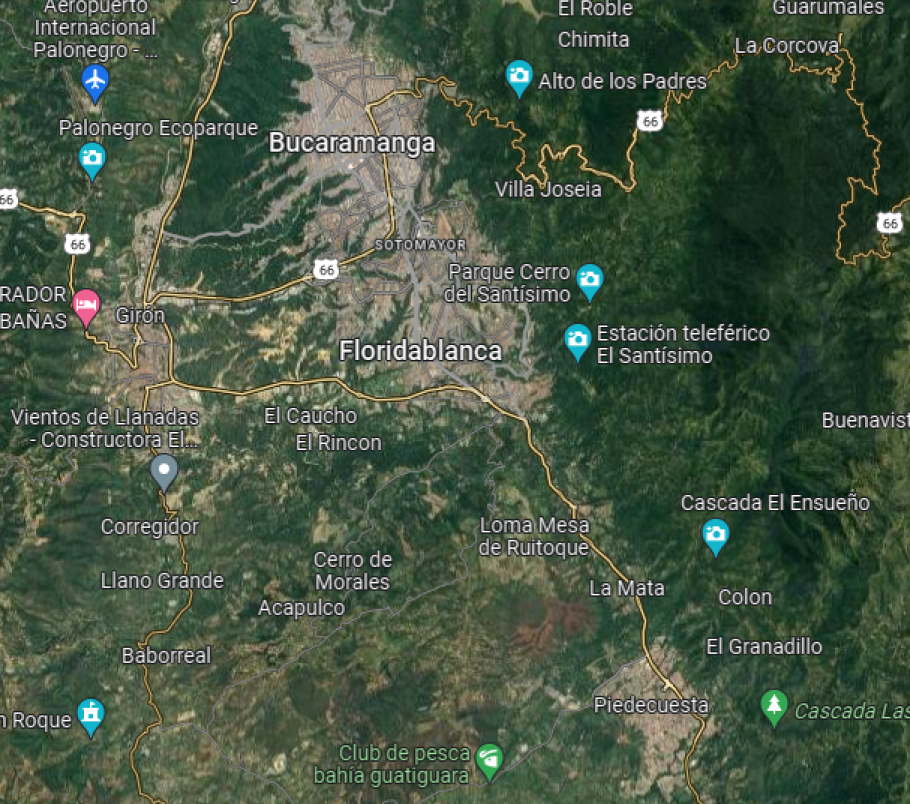 Aeropuerto
Internacional
Palonegro - ...
El Roble
Guarumales
Chimita
La Corcova
Alto de los Padres
66
Palonegro Ecoparque
Bucaramanga
Villa Joseia
66
66
66
SOTOMAYOR
66
Parque Cerro
del Santísimo
RADOR
BAÑAS
Girón
Estación teleférico
El Santísimo
Floridablanca
Vientos de Llanadas
- Constructora El...
El Caucho
El Rincon
Buenavist
Cascada El Ensueño
Corregidor
Loma Mesa
de Ruitoque
Cerro de
Morales
Llano Grande
La Mata
Colon
Acapulco
El Granadillo
Baborreal
Piedecuesta
n Roque
Cascada Las
Club de pesca
bahía guatiguara